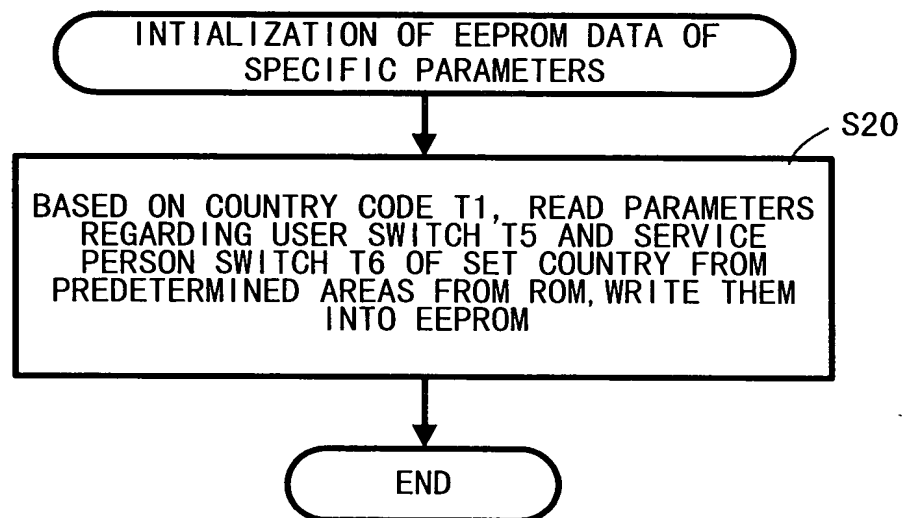 INTIALIZATION OF EEPROM DATA OF
SPECIFIC PARAMETERS
S20
BASED ON COUNTRY CODE T1, READ PARAMETERS
REGARDING USER SWITCH T5 AND SERVICE
PERSON SWITCH T6 OF SET COUNTRY FROM
PREDETERMINED AREAS FROM ROM, WRITE THEM
INTO EEPROM
END